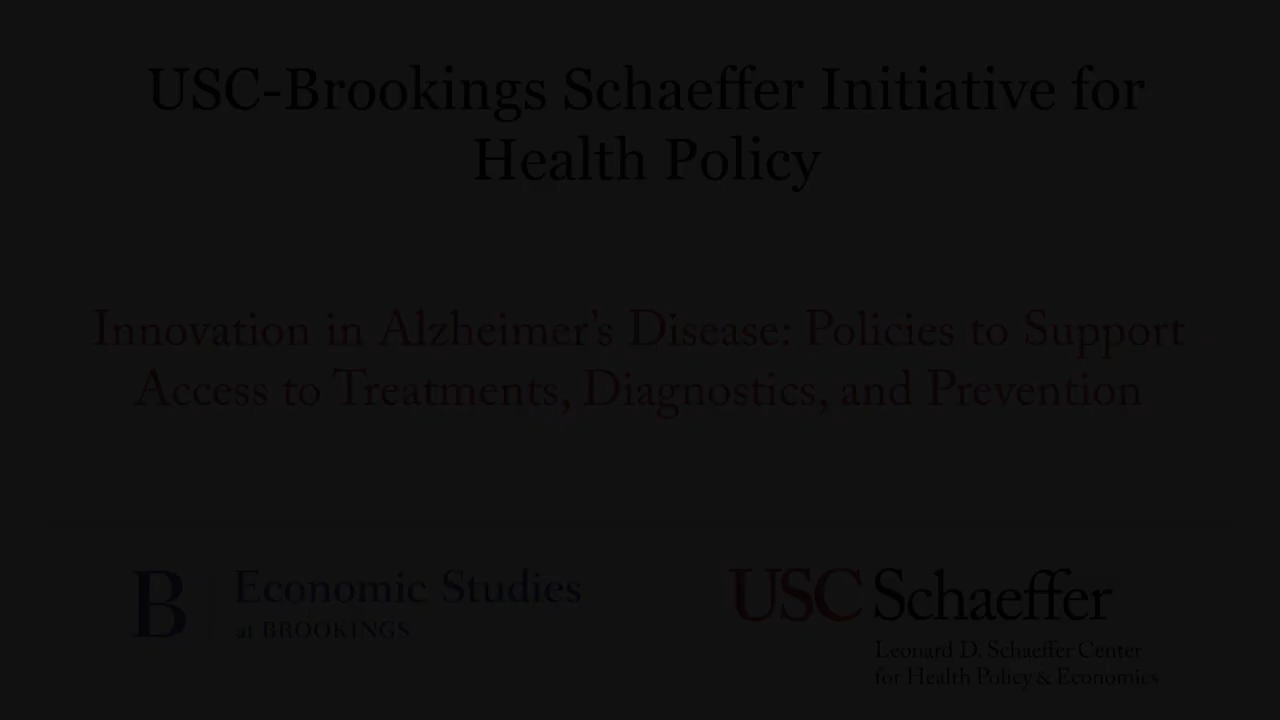 USC-Brookings Schaeffer Initiative for
Health Policy
Innovation in Alzheimer's Disease: Policies to Support
Access to Treatments, Diagnostics, and Prevention
B
Economic Studies
at BROOKINGS
USC Schaeffer
Leonard D. Schaeffer Center
for Health Policy & Economics